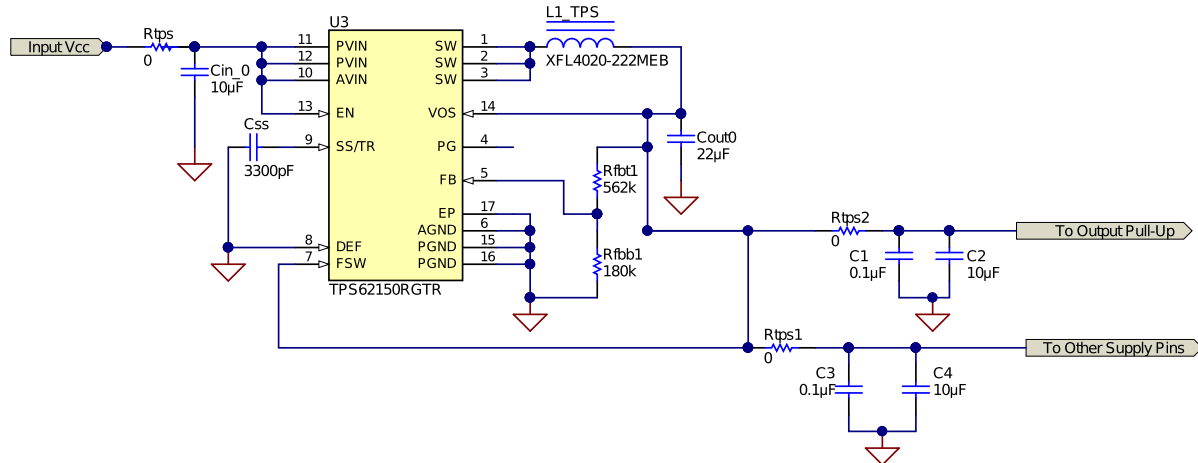 U3
L1_TPS
Input Vcc
Rtps
0
11 PVIN SW 1
12 PVIN SW 2
10 AVIN SW 3
XFL4020-222MEB
Cin_0
10µF
13 EN VOS 14
Css
3300pF
9 SS/TR PG 4
Cout0
22µF
FB 5
Rfbt1
562k
EP 17
AGND 6
8 DEF PGND 15
7 FSW PGND 16
Rfbb1
180k
TPS62150RGTR
Rtps2
0
To Output Pull-Up
C1
0.1µF
C2
10µF
Rtps1
0
To Other Supply Pins
C3
0.1µF
C4
10µF